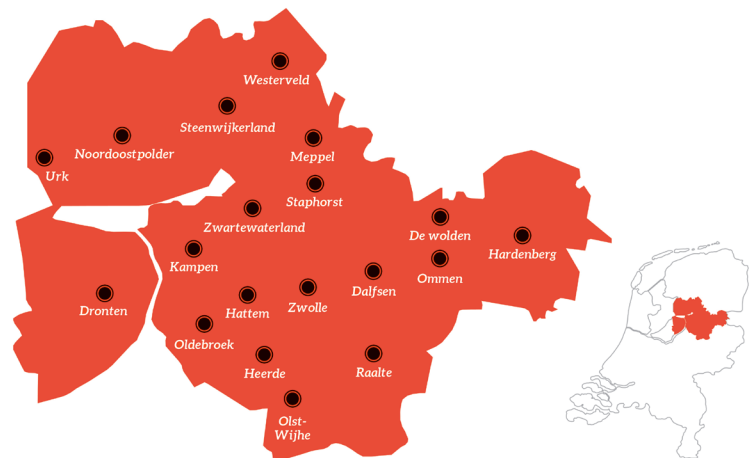 Westerveld
Steenwijkerland
Noordoostpolder
Meppel
Urk
Staphorst
Zwartewaterland
De wolden
Hardenberg
Kampen
Ommen
Dalfsen
Dronten
Hattem
Zwolle
Oldebroek
Heerde
Raalte
Olst-
Wijhe